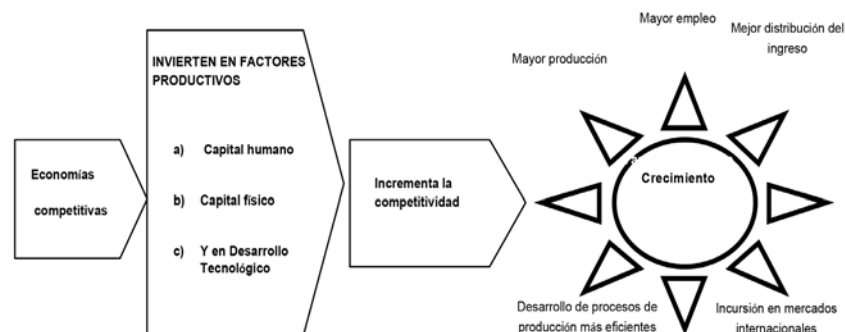 Economías
competitivas
INVIERTEN EN FACTORES
PRODUCTIVOS
a) Capital humano
b) Capital físico
c) Y en Desarrollo
Tecnológico
Incrementa la
competitividad
Mayor producción
Mayor empleo
Mejor distribución del
ingreso
Crecimiento
Desarrollo de procesos de
producción más eficientes
Incursión en mercados
internacionales